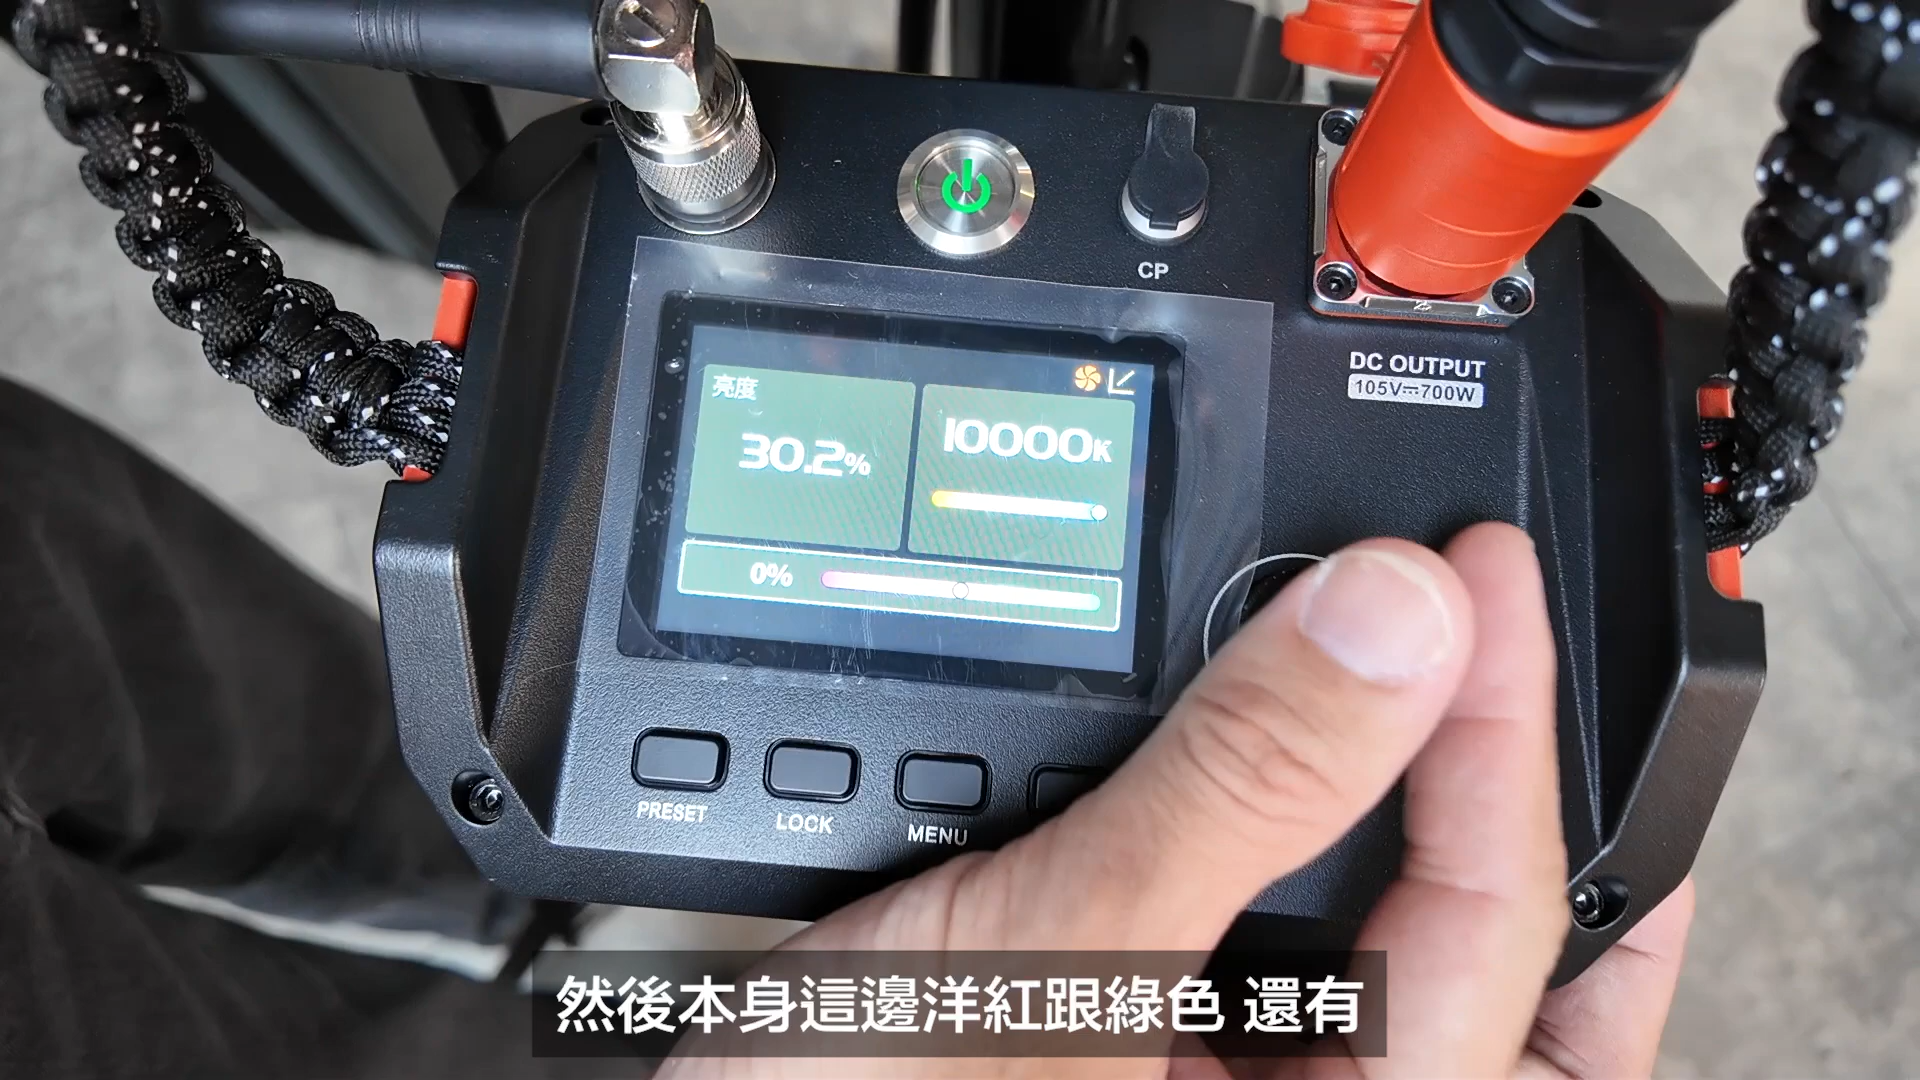 CP
DC OUTPUT
105V⎓700W
亮度
30.2%
10000K
0%
PRESET
LOCK
MENU
然後本身這邊洋紅跟綠色 還有